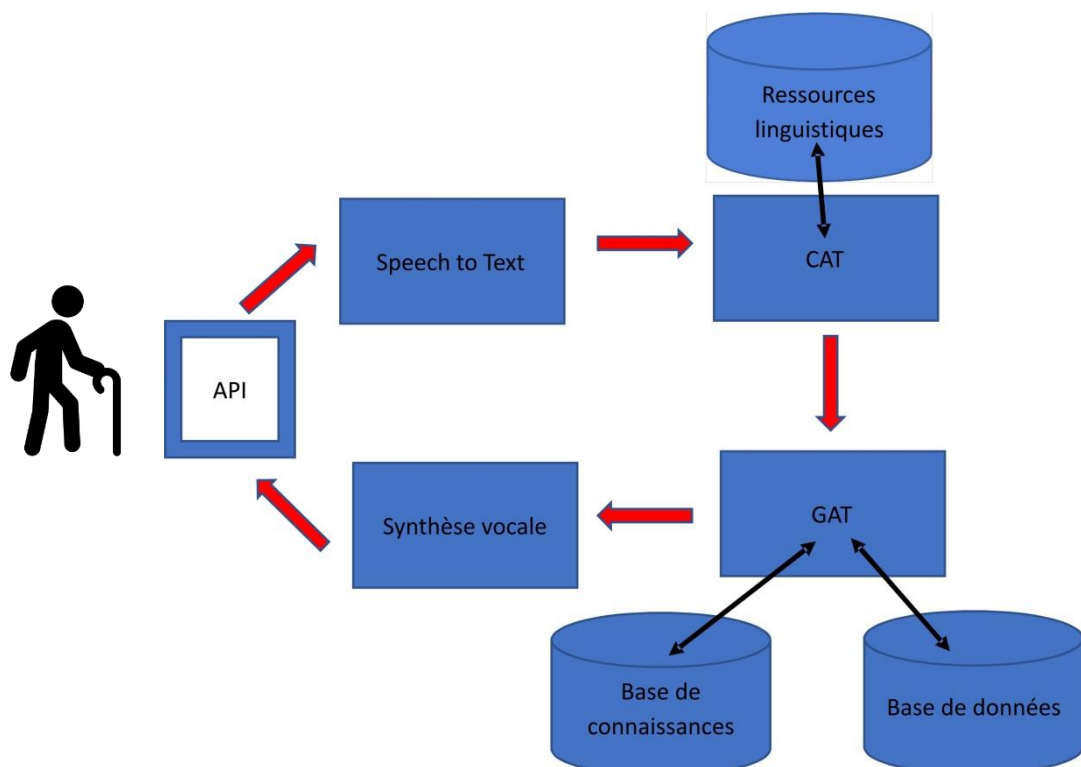 Ressources
linguistiques
Speech to Text
CAT
API
Synthèse vocale
GAT
Base de
connaissances
Base de données